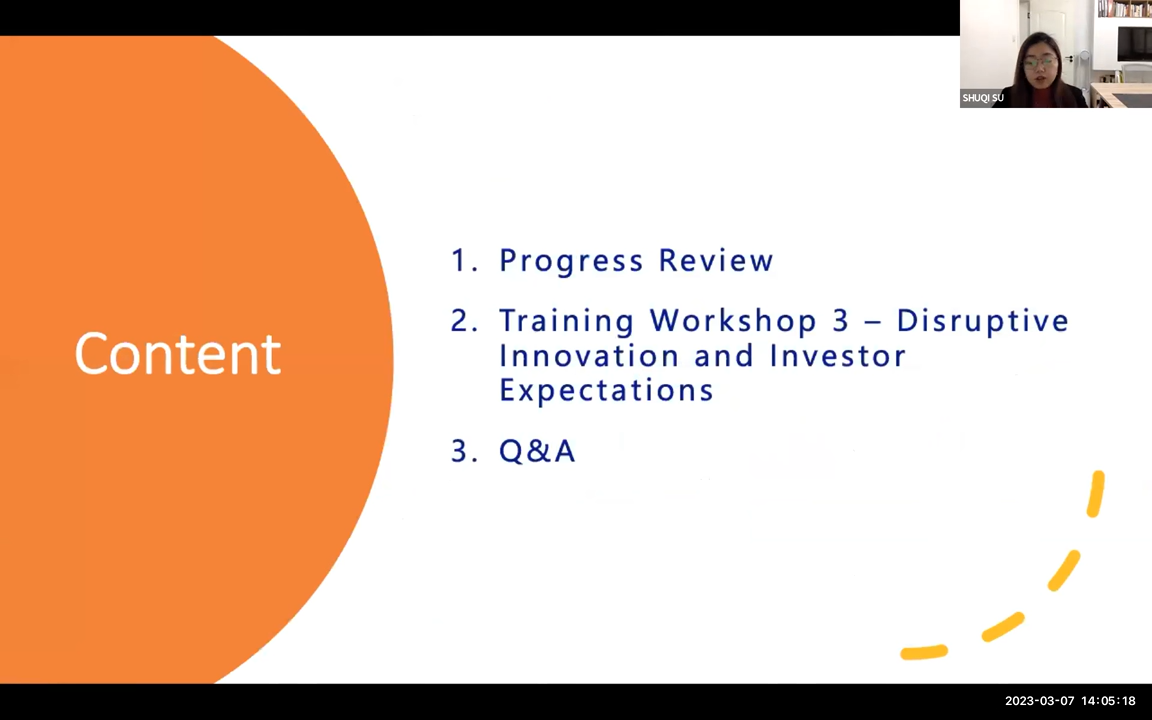 SHUQI SU
Content
1. Progress Review
2. Training Workshop 3 – Disruptive
Innovation and Investor
Expectations
3. Q&A
2023-03-07 14:05:18